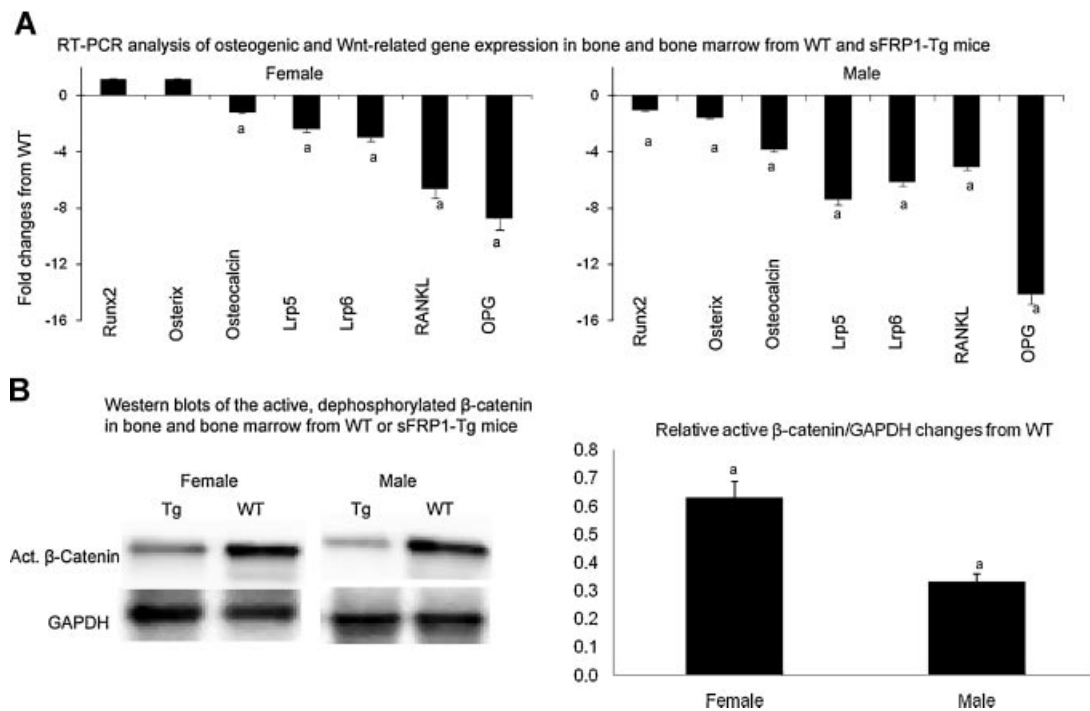 A
RT-PCR analysis of osteogenic and Wnt-related gene expression in bone and bone marrow from WT and sFRP1-Tg mice
Female
Male
Fold changes from WT
0
-4
-8
-12
-16
a
a
a
a
a
Runx2
Osterix
Osteocalcin
Lrp5
Lrp6
RANKL
OPG
0
-4
-8
-12
-16
a
a
a
a
a
a
a
Runx2
Osterix
Osteocalcin
Lrp5
Lrp6
RANKL
OPG
B
Western blots of the active, dephosphorylated β-catenin
in bone and bone marrow from WT or sFRP1-Tg mice
Female
Male
Tg WT
Tg WT
Act. β-Catenin
GAPDH
Relative active β-catenin/GAPDH changes from WT
0.8
0.7
0.6
0.5
0.4
0.3
0.2
0.1
0.0
a
a
Female
Male